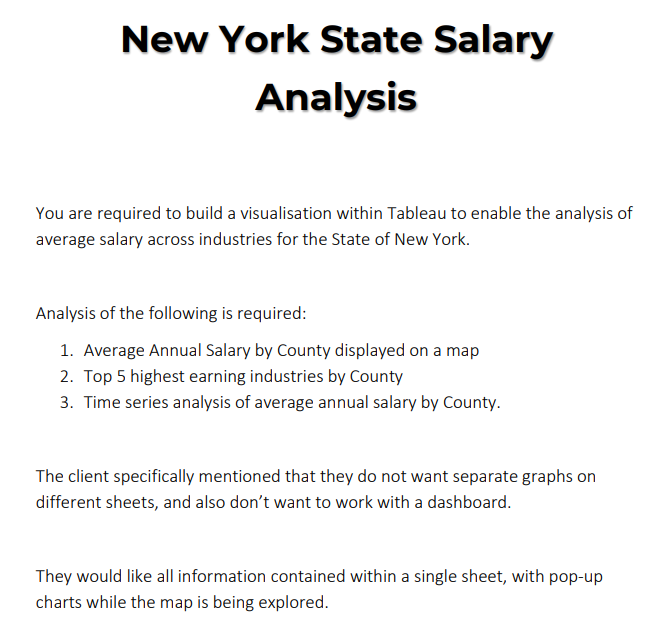 New York State Salary
Analysis
You are required to build a visualisation within Tableau to enable the analysis of
average salary across industries for the State of New York.
Analysis of the following is required:
1. Average Annual Salary by County displayed on a map
2. Top 5 highest earning industries by County
3. Time series analysis of average annual salary by County.
The client specifically mentioned that they do not want separate graphs on
different sheets, and also don’t want to work with a dashboard.
They would like all information contained within a single sheet, with pop-up
charts while the map is being explored.